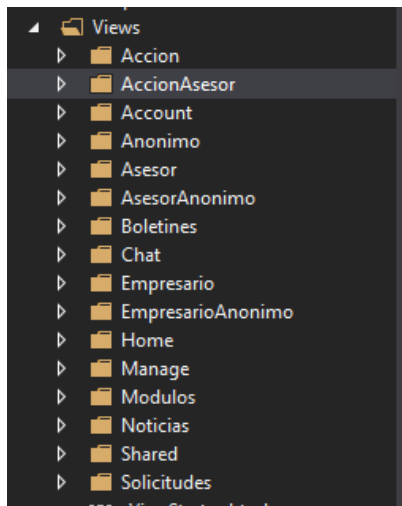 Views
Accion
AccionAsesor
Account
Anonimo
Asesor
AsesorAnonimo
Boletines
Chat
Empresario
EmpresarioAnonimo
Home
Manage
Modulos
Noticias
Shared
Solicitudes